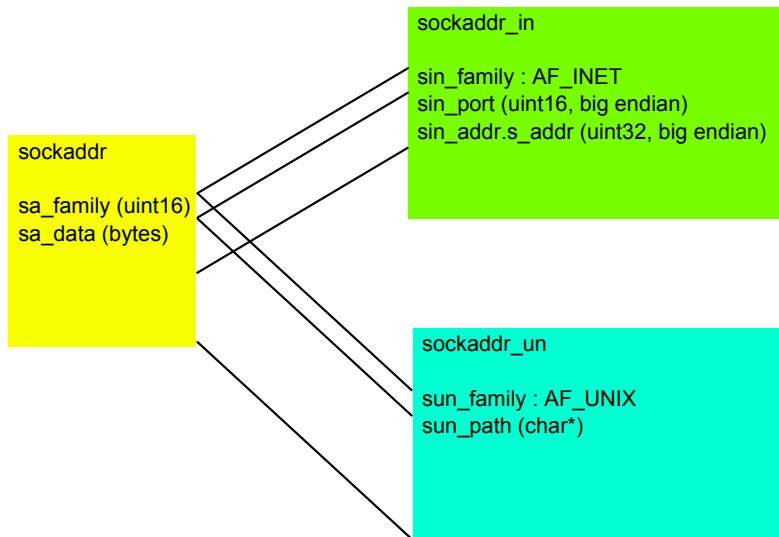 sockaddr_in
sin_family : AF_INET
sin_port (uint16, big endian)
sin_addr.s_addr (uint32, big endian)
sockaddr
sa_family (uint16)
sa_data (bytes)
sockaddr_un
sun_family : AF_UNIX
sun_path (char*)